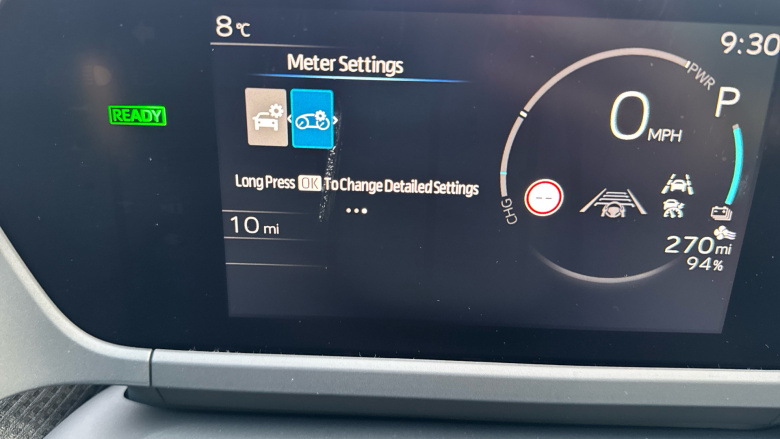 8°C
9:30
Meter Settings
PWR
P
READY
0 MPH
Long Press OK To Change Detailed Settings
--
CHG
10 mi
270 mi
94%